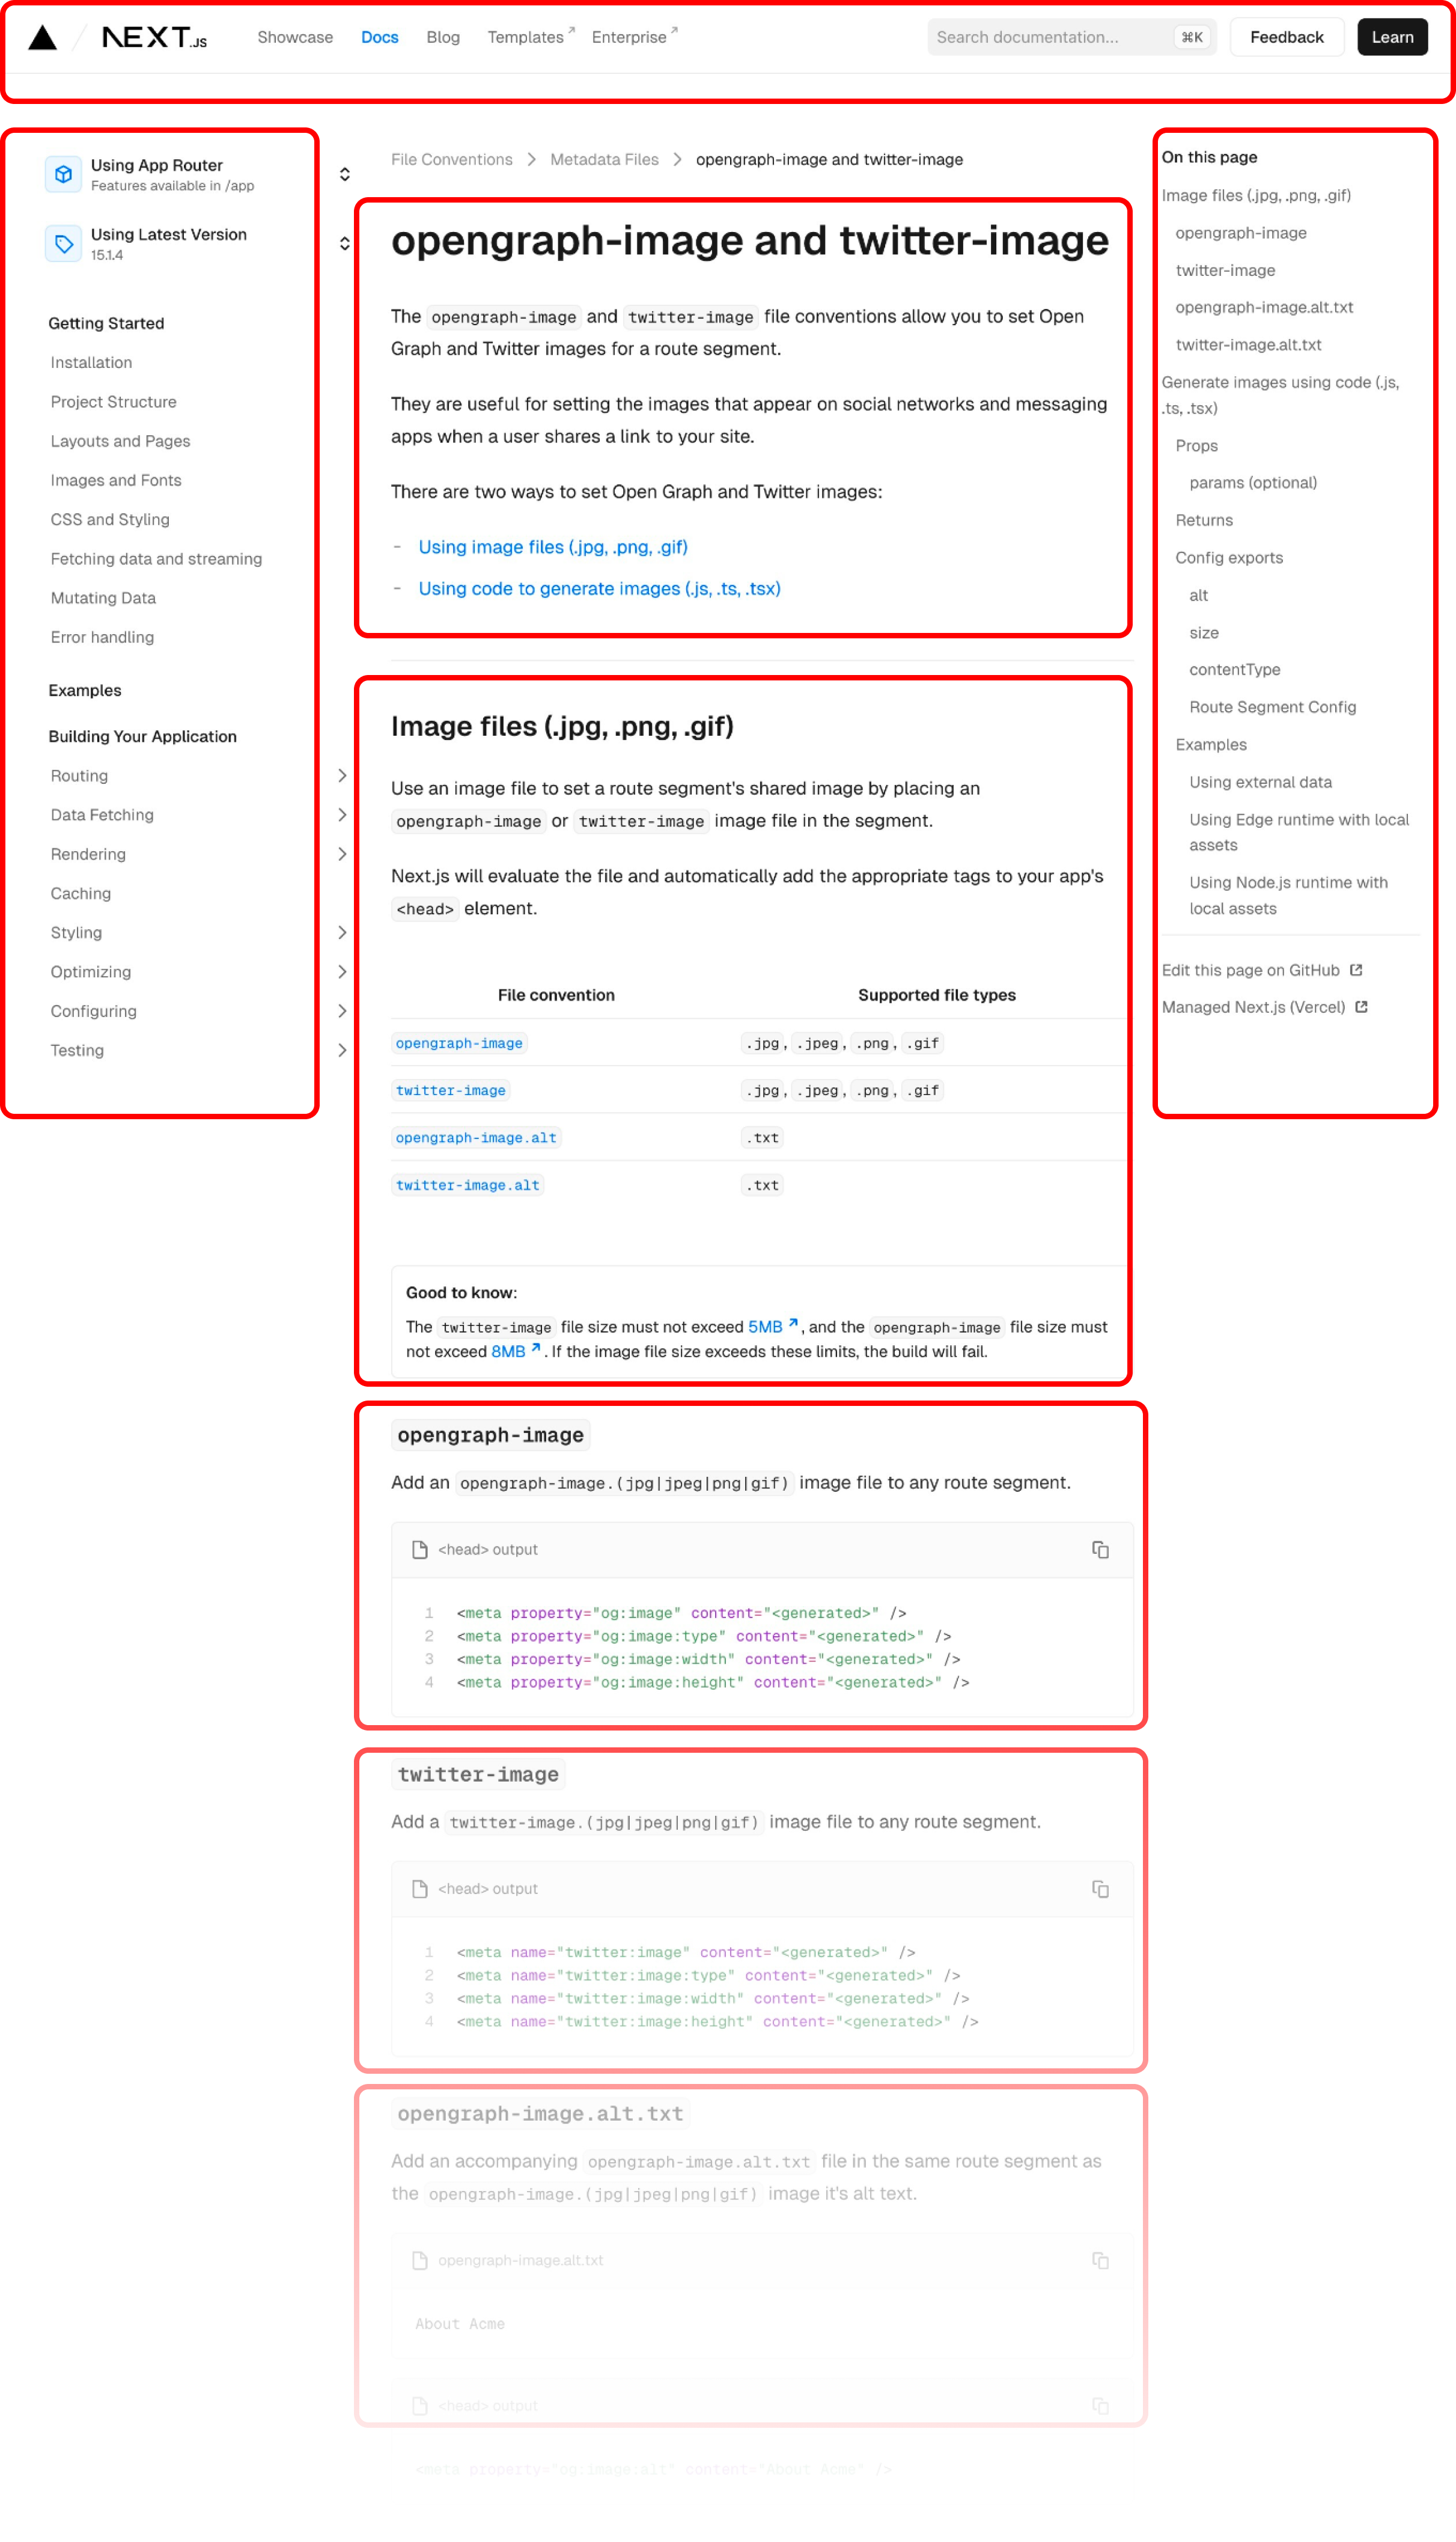 NEXT.JS
Showcase
Docs
Blog
Templates
Enterprise
Search documentation...
⌘K
Feedback
Learn
Using App Router
Features available in /app
Using Latest Version
15.1.4
Getting Started
Installation
Project Structure
Layouts and Pages
Images and Fonts
CSS and Styling
Fetching data and streaming
Mutating Data
Error handling
Examples
Building Your Application
Routing
Data Fetching
Rendering
Caching
Styling
Optimizing
Configuring
Testing
File Conventions > Metadata Files > opengraph-image and twitter-image
opengraph-image and twitter-image
The opengraph-image and twitter-image file conventions allow you to set Open
Graph and Twitter images for a route segment.
They are useful for setting the images that appear on social networks and messaging
apps when a user shares a link to your site.
There are two ways to set Open Graph and Twitter images:
- Using image files (.jpg, .png, .gif)
- Using code to generate images (.js, .ts, .tsx)
Image files (.jpg, .png, .gif)
Use an image file to set a route segment's shared image by placing an
opengraph-image or twitter-image image file in the segment.
Next.js will evaluate the file and automatically add the appropriate tags to your app's
<head> element.
File convention Supported file types
opengraph-image .jpg, .jpeg, .png, .gif
twitter-image .jpg, .jpeg, .png, .gif
opengraph-image.alt .txt
twitter-image.alt .txt
Good to know:
The twitter-image file size must not exceed 5MB, and the opengraph-image file size must
not exceed 8MB. If the image file size exceeds these limits, the build will fail.
opengraph-image
Add an opengraph-image.(jpg|jpeg|png|gif) image file to any route segment.
<head> output
1 <meta property="og:image" content="<generated>" />
2 <meta property="og:image:type" content="<generated>" />
3 <meta property="og:image:width" content="<generated>" />
4 <meta property="og:image:height" content="<generated>" />
twitter-image
Add a twitter-image.(jpg|jpeg|png|gif) image file to any route segment.
<head> output
1 <meta name="twitter:image" content="<generated>" />
2 <meta name="twitter:image:type" content="<generated>" />
3 <meta name="twitter:image:width" content="<generated>" />
4 <meta name="twitter:image:height" content="<generated>" />
opengraph-image.alt.txt
Add an accompanying opengraph-image.alt.txt file in the same route segment as
the opengraph-image.(jpg|jpeg|png|gif) image it's alt text.
opengraph-image.alt.txt
About Acme
<head> output
<meta property="og:image:alt" content="About Acme" />
On this page
Image files (.jpg, .png, .gif)
opengraph-image
twitter-image
opengraph-image.alt.txt
twitter-image.alt.txt
Generate images using code (.js,
.ts, .tsx)
Props
params (optional)
Returns
Config exports
alt
size
contentType
Route Segment Config
Examples
Using external data
Using Edge runtime with local
assets
Using Node.js runtime with
local assets
Edit this page on GitHub
Managed Next.js (Vercel)